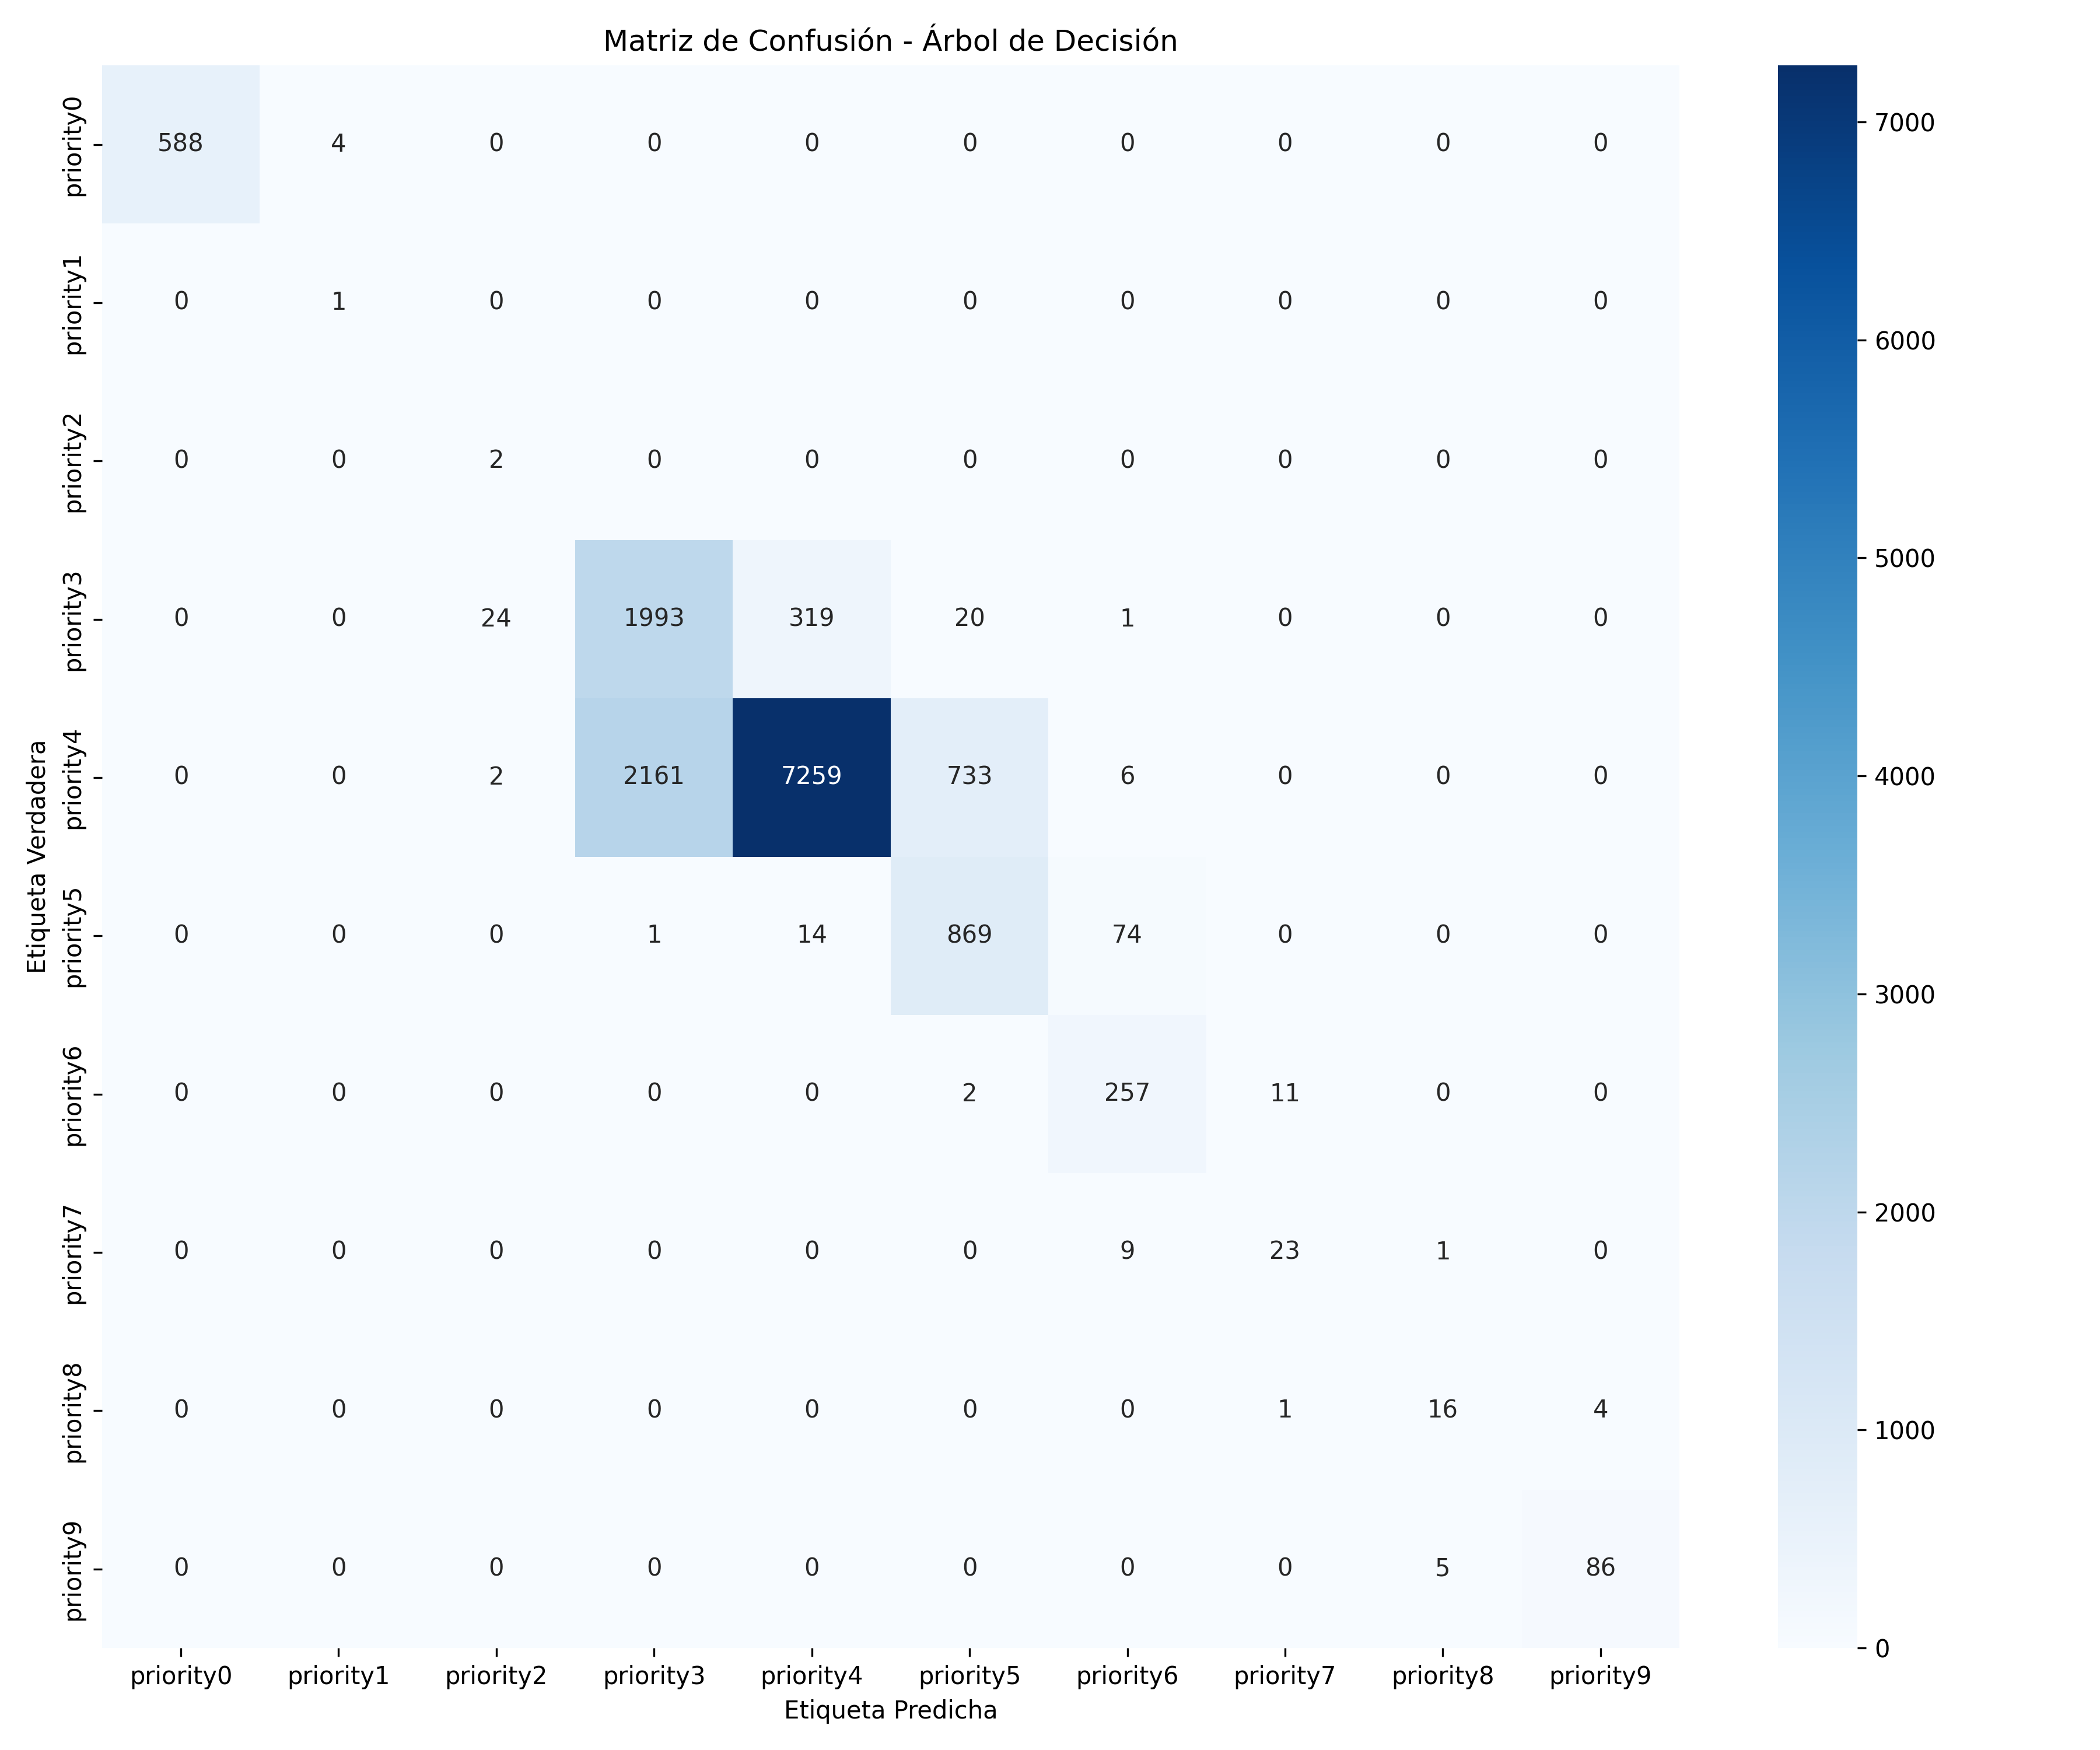 Matriz de Confusión - Árbol de Decisión
priority0 588 4 0 0 0 0 0 0 0 0
priority1 0 1 0 0 0 0 0 0 0 0
priority2 0 0 2 0 0 0 0 0 0 0
priority3 0 0 24 1993 319 20 1 0 0 0
priority4 0 0 2 2161 7259 733 6 0 0 0
priority5 0 0 0 1 14 869 74 0 0 0
priority6 0 0 0 0 0 2 257 11 0 0
priority7 0 0 0 0 0 0 9 23 1 0
priority8 0 0 0 0 0 0 0 1 16 4
priority9 0 0 0 0 0 0 0 0 5 86
priority0 priority1 priority2 priority3 priority4 priority5 priority6 priority7 priority8 priority9
Etiqueta Predicha
Etiqueta Verdadera
7000
6000
5000
4000
3000
2000
1000
0